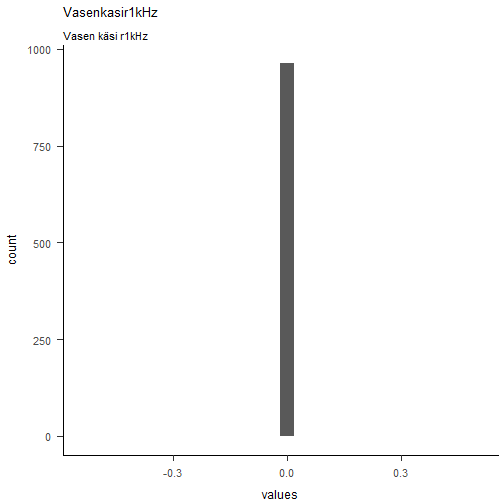 Vasenkasir1kHz
Vasen käsi r1kHz
1000
750
500
250
0
count
-0.3
0.0
0.3
values